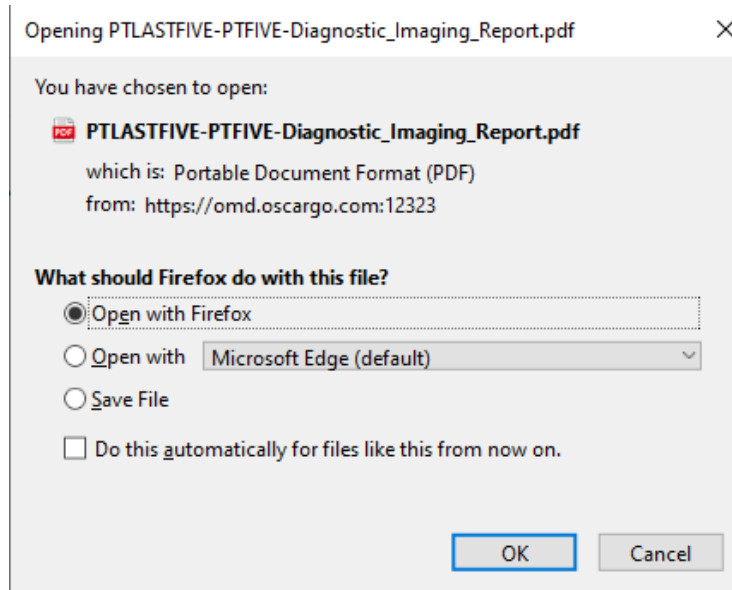 Opening PTLASTFIVE-PTFIVE-Diagnostic_Imaging_Report.pdf
You have chosen to open:
PDF
PTLASTFIVE-PTFIVE-Diagnostic_Imaging_Report.pdf
which is: Portable Document Format (PDF)
from: https://omd.oscargo.com:12323
What should Firefox do with this file?
Open with Firefox
Open with Microsoft Edge (default)
Save File
Do this automatically for files like this from now on.
OK Cancel